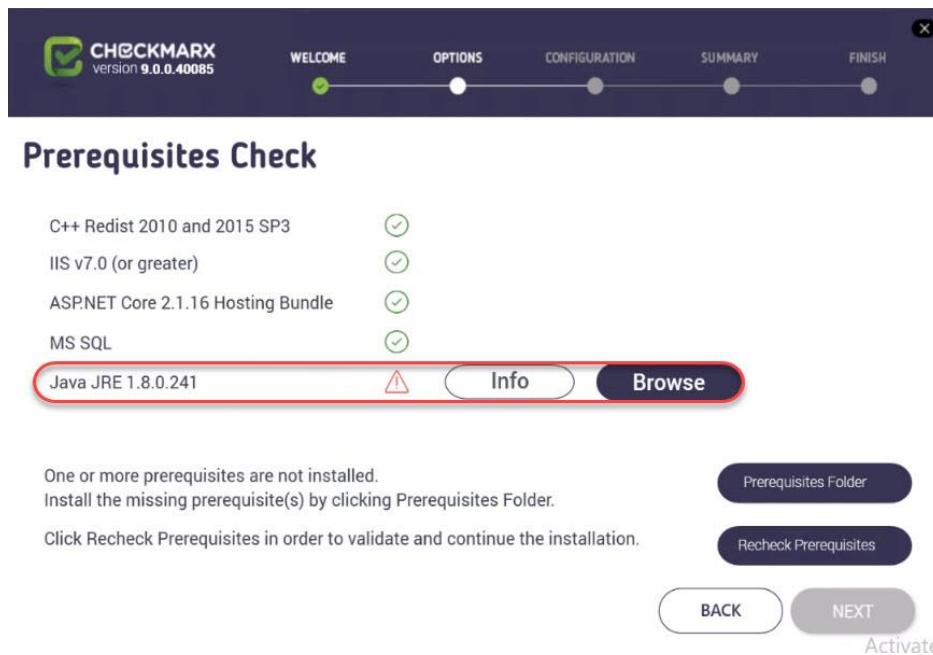 CHECKMARX
version 9.0.0.40085
WELCOME
OPTIONS
CONFIGURATION
SUMMARY
FINISH
Prerequisites Check
C++ Redist 2010 and 2015 SP3
IIS v7.0 (or greater)
ASP.NET Core 2.1.16 Hosting Bundle
MS SQL
Java JRE 1.8.0.241 Info Browse
One or more prerequisites are not installed.
Install the missing prerequisite(s) by clicking Prerequisites Folder.
Prerequisites Folder
Click Recheck Prerequisites in order to validate and continue the installation.
Recheck Prerequisites
BACK
NEXT
Activate